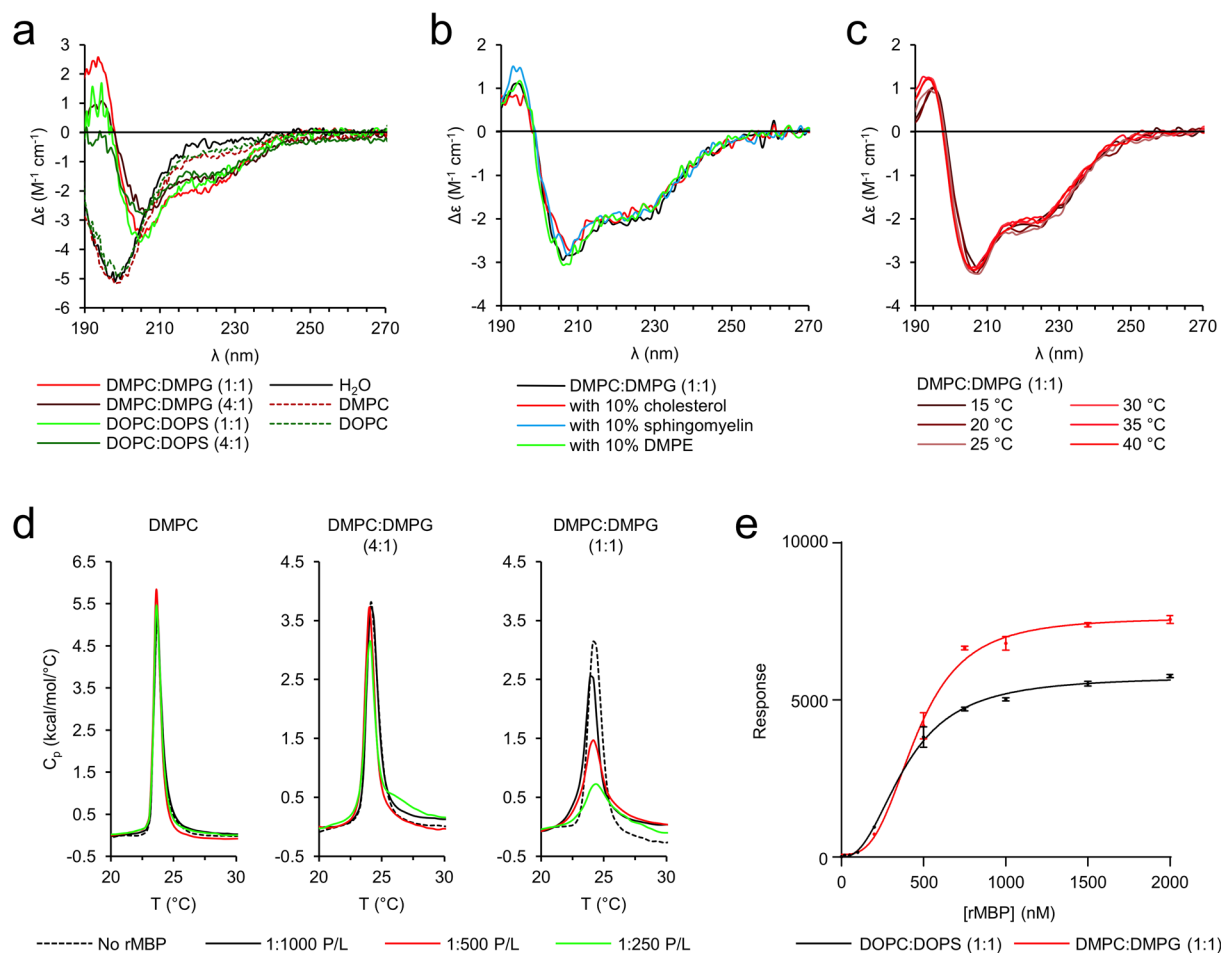 a
3
2
1
0
-1
-2
-3
-4
-5
-6
190 210 230 250 270
Δε (M-1 cm-1)
λ (nm)
DMPC:DMPG (1:1)
DMPC:DMPG (4:1)
DOPC:DOPS (1:1)
DOPC:DOPS (4:1)
H2O
DMPC
DOPC
b
2
1
0
-1
-2
-3
-4
190 210 230 250 270
Δε (M-1 cm-1)
λ (nm)
DMPC:DMPG (1:1)
with 10% cholesterol
with 10% sphingomyelin
with 10% DMPE
c
2
1
0
-1
-2
-3
-4
190 210 230 250 270
Δε (M-1 cm-1)
λ (nm)
DMPC:DMPG (1:1)
15 °C
20 °C
25 °C
30 °C
35 °C
40 °C
d
DMPC
6.5
5.5
4.5
3.5
2.5
1.5
0.5
-0.5
20 25 30
Cp (kcal/mol/°C)
T (°C)
DMPC:DMPG
(4:1)
4.5
3.5
2.5
1.5
0.5
-0.5
20 25 30
T (°C)
DMPC:DMPG
(1:1)
4.5
3.5
2.5
1.5
0.5
-0.5
20 25 30
T (°C)
No rMBP 1:1000 P/L 1:500 P/L 1:250 P/L
e
10000
5000
0
0 500 1000 1500 2000
Response
[rMBP] (nM)
DOPC:DOPS (1:1) DMPC:DMPG (1:1)